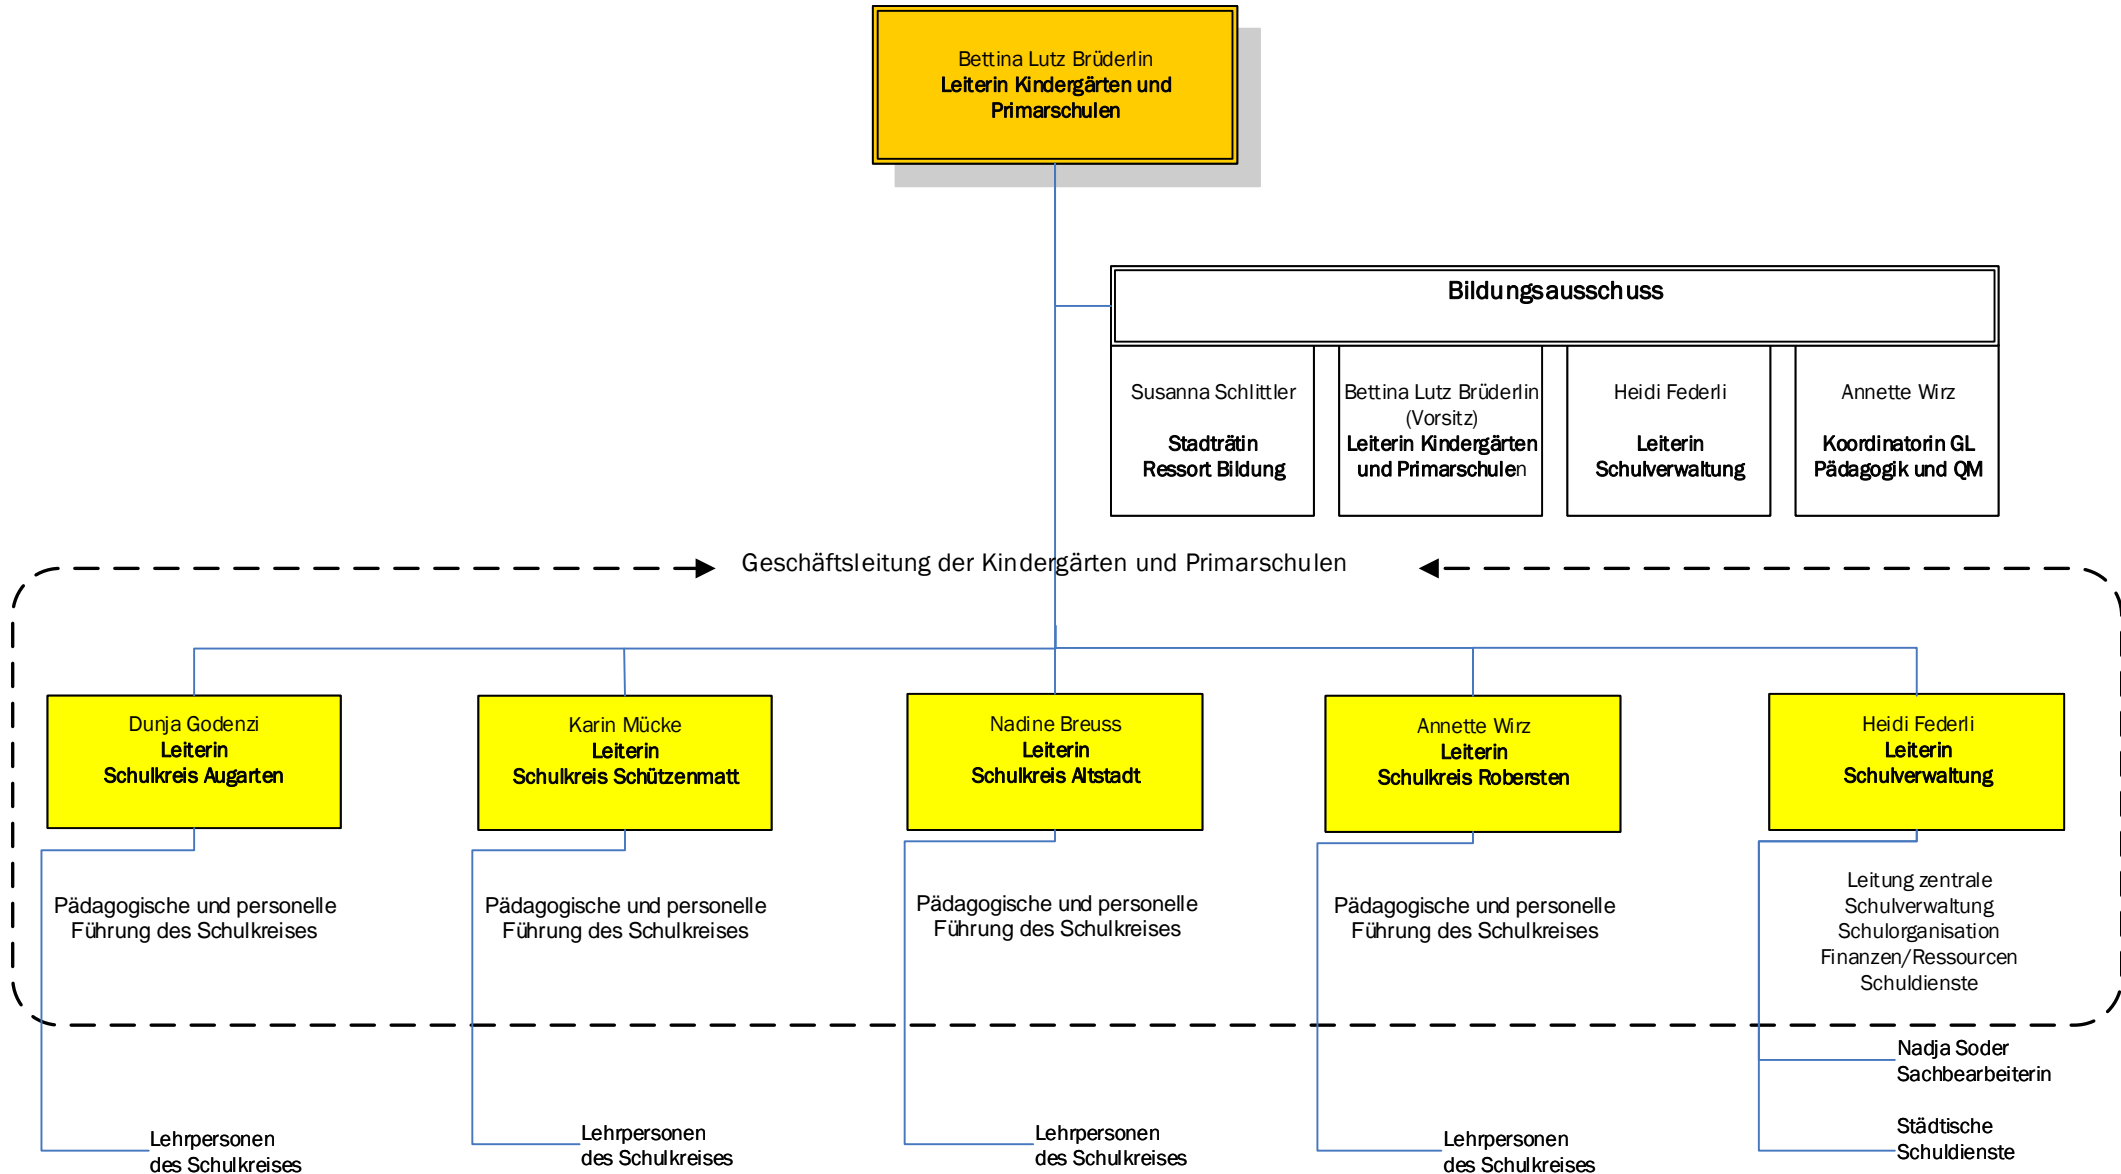 Bettina Lutz Brüderlin
Leiterin Kindergärten und
Primarschulen
Bildungsausschuss
Susanna Schlittler
Stadträtin
Ressort Bildung
Bettina Lutz Brüderlin
(Vorsitz)
Leiterin Kindergärten
und Primarschulen
Heidi Federli
Leiterin
Schulverwaltung
Annette Wirz
Koordinatorin GL
Pädagogik und QM
Geschäftsleitung der Kindergärten und Primarschulen
Dunja Godenzi
Leiterin
Schulkreis Augarten
Karin Mücke
Leiterin
Schulkreis Schützenmatt
Nadine Breuss
Leiterin
Schulkreis Altstadt
Annette Wirz
Leiterin
Schulkreis Robersten
Heidi Federli
Leiterin
Schulverwaltung
Pädagogische und personelle
Führung des Schulkreises
Pädagogische und personelle
Führung des Schulkreises
Pädagogische und personelle
Führung des Schulkreises
Pädagogische und personelle
Führung des Schulkreises
Leitung zentrale
Schulverwaltung
Schulorganisation
Finanzen/Ressourcen
Schuldienste
Nadja Soder
Sachbearbeiterin
Lehrpersonen
des Schulkreises
Lehrpersonen
des Schulkreises
Lehrpersonen
des Schulkreises
Lehrpersonen
des Schulkreises
Städtische
Schuldienste